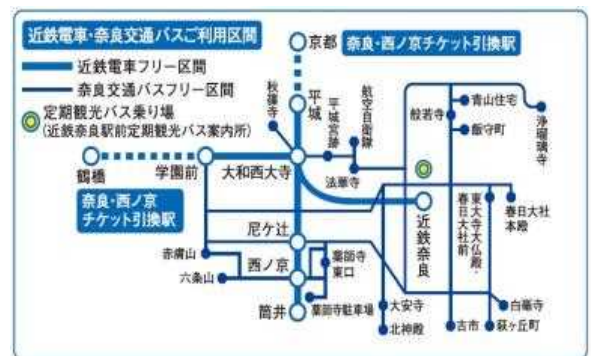 近鉄電車・奈良交通バスご利用区間
京都
奈良・西ノ京チケット引換駅
近鉄電車フリー区間
奈良交通バスフリー区間
定期観光バス乗り場
(近鉄奈良駅前定期観光バス案内所)
秋篠寺
平城
平城宮跡
航空自衛隊
法華寺
般若寺
青山住宅
飯守町
浄瑠璃寺
鶴橋
学園前
大和西大寺
奈良・西ノ京
チケット引換駅
近鉄奈良
東大寺大仏殿・
春日大社前
春日大社
本殿
尼ケ辻
赤膚山
西ノ京
六条山
薬師寺
東口
筒井
薬師寺駐車場
大安寺
北神殿
古市
白毫寺
萩ヶ丘町